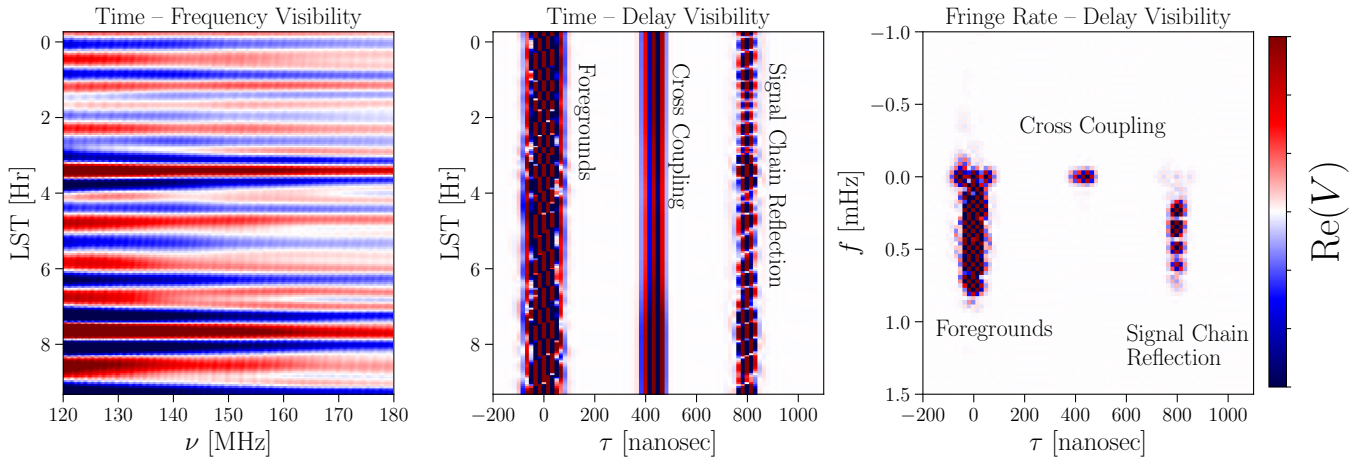 Time – Frequency Visibility
0
2
4
6
8
LST [Hr]
120 130 140 150 160 170 180
ν [MHz]
Time – Delay Visibility
0
2
4
6
8
LST [Hr]
Foregrounds
Cross Coupling
Signal Chain Reflection
−200 0 200 400 600 800 1000
τ [nanosec]
Fringe Rate – Delay Visibility
−1.0
−0.5
0.0
0.5
1.0
1.5
f [mHz]
Cross Coupling
Foregrounds
Signal Chain
Reflection
−200 0 200 400 600 800 1000
τ [nanosec]
Re(V)